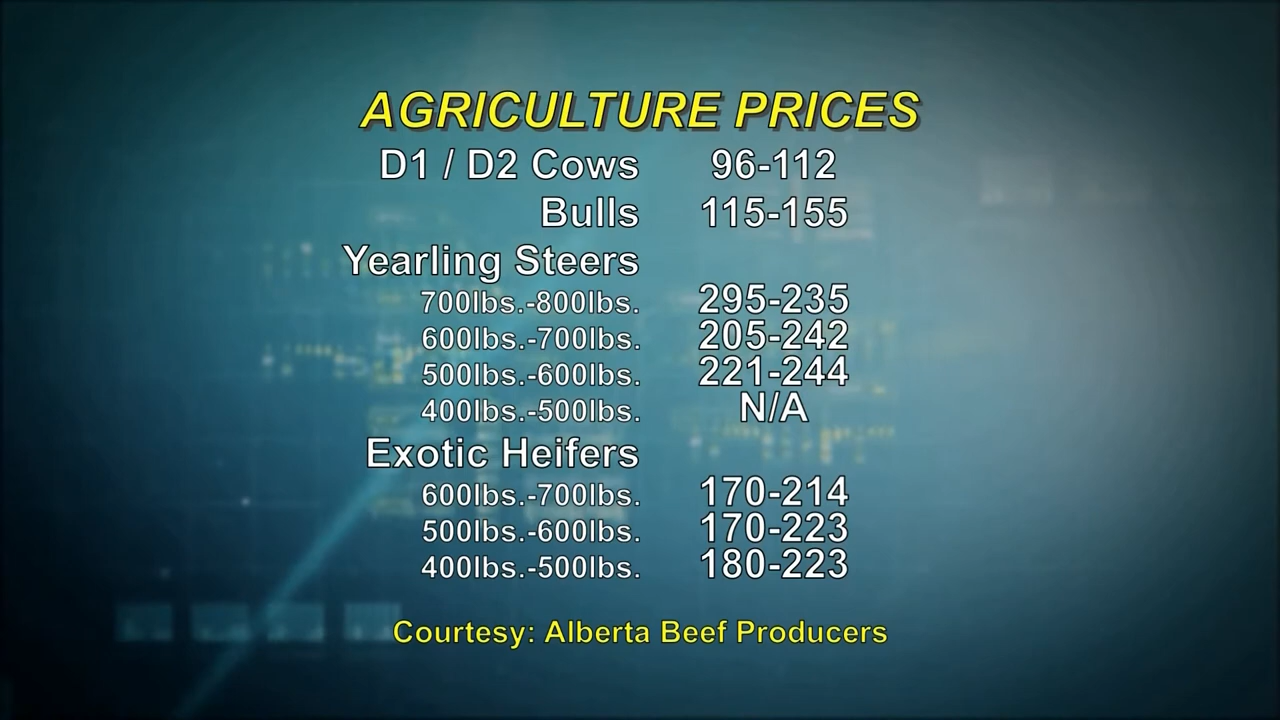 AGRICULTURE PRICES
D1 / D2 Cows 96-112
Bulls 115-155
Yearling Steers
700lbs.-800lbs. 295-235
600lbs.-700lbs. 205-242
500lbs.-600lbs. 221-244
400lbs.-500lbs. N/A
Exotic Heifers
600lbs.-700lbs. 170-214
500lbs.-600lbs. 170-223
400lbs.-500lbs. 180-223
Courtesy: Alberta Beef Producers